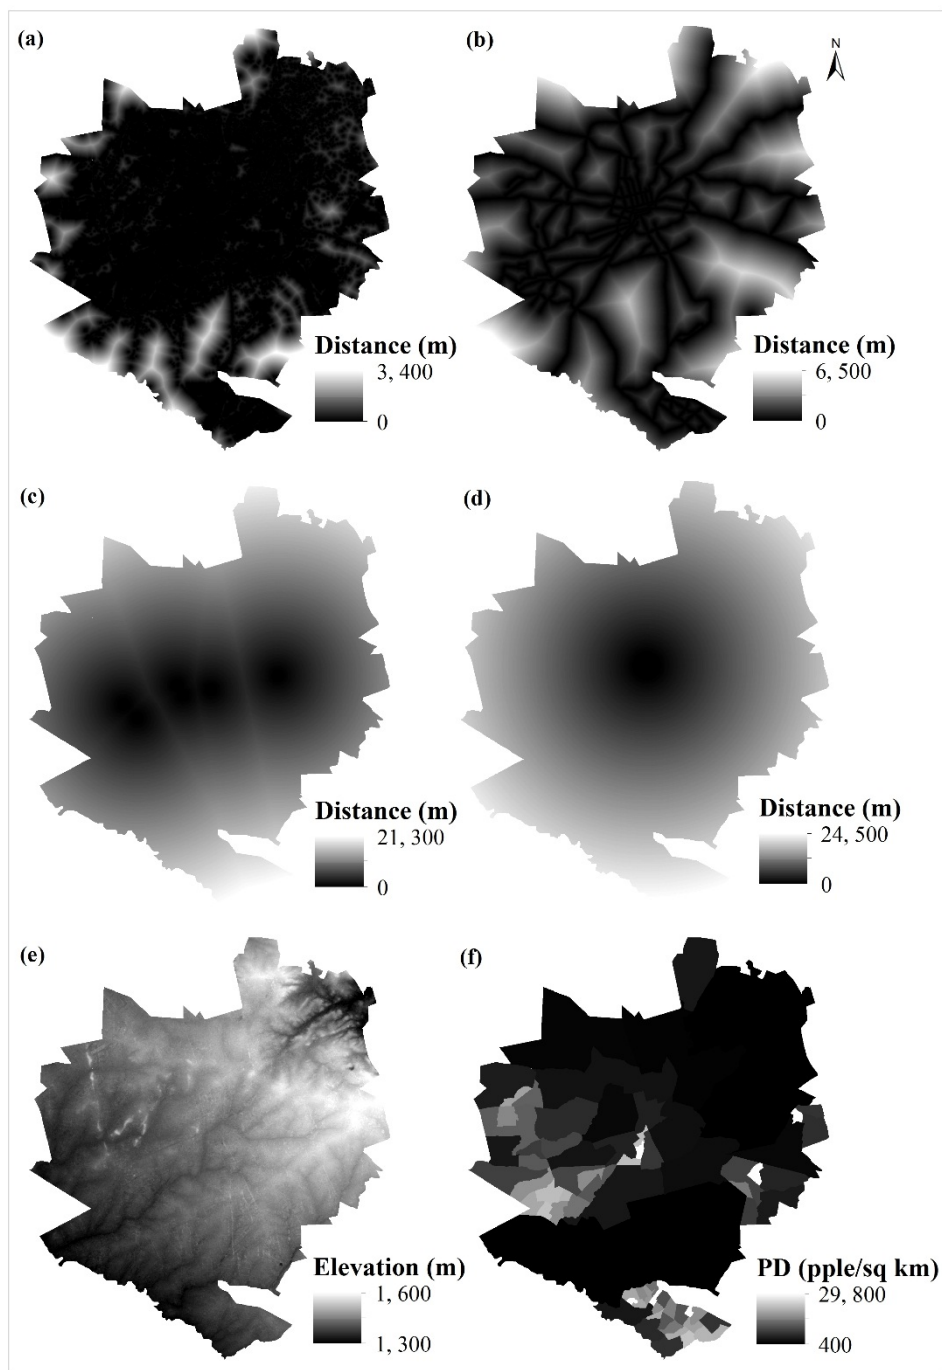 (a)
(b)
N
Distance (m)
3, 400
0
Distance (m)
6, 500
0
(c)
(d)
Distance (m)
21, 300
0
Distance (m)
24, 500
0
(e)
(f)
Elevation (m)
1, 600
1, 300
PD (pple/sq km)
29, 800
400